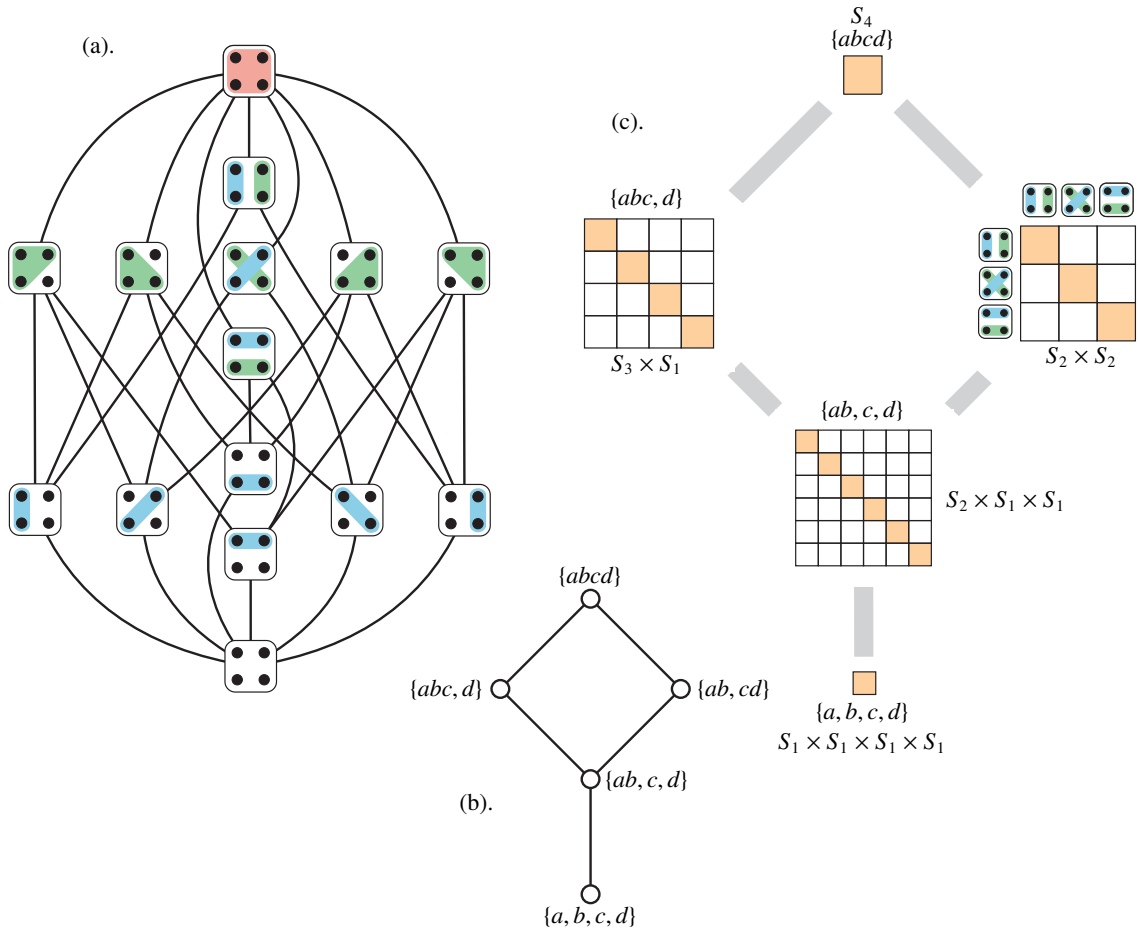 (a).
S₄
{abcd}
(c).
{abc, d}
S₃ × S₁
S₂ × S₂
{ab, c, d}
S₂ × S₁ × S₁
{abcd}
{abc, d}
{ab, cd}
{a, b, c, d}
S₁ × S₁ × S₁ × S₁
{ab, c, d}
(b).
{a, b, c, d}